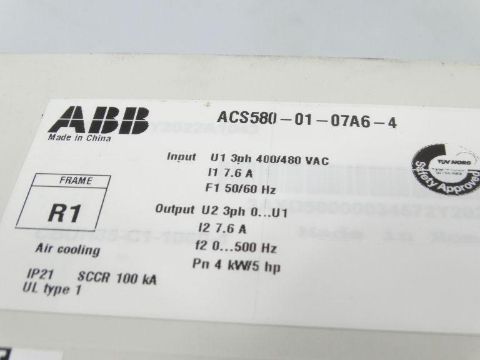 ABB
Made in China
ACS580-01-07A6-4
Input U1 3ph 400/480 VAC
I1 7.6 A
F1 50/60 Hz
FRAME
R1
Output U2 3ph 0...U1
I2 7.6 A
f2 0...500 Hz
Pn 4 kW/5 hp
Air cooling
IP21 SCCR 100 kA
UL type 1
TÜV NORD
Safety Approved